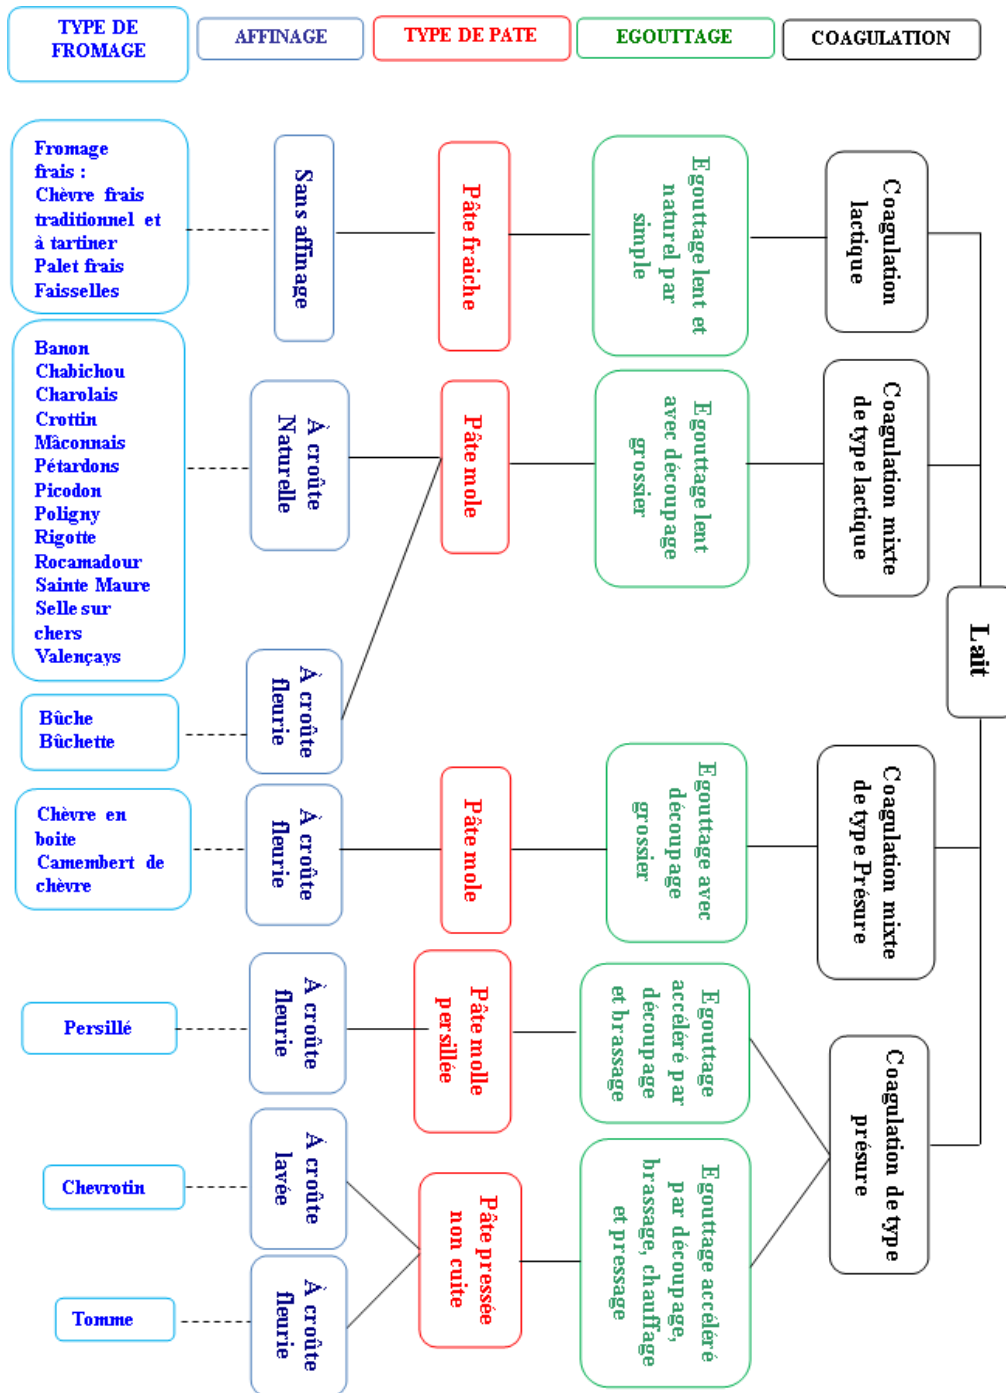 TYPE DE
FROMAGE
AFFINAGE
TYPE DE PATE
EGOUTTAGE
COAGULATION
Fromage
frais :
Chèvre frais
traditionnel et
à tartiner
Palet frais
Faisselles
Sans affinage
Pâte fraiche
Egouttage lent et
naturel par
simple
Coagulation
lactique
Banon
Chabichou
Charolais
Crottin
Mâconnais
Pétardons
Picodon
Poligny
Rigotte
Rocamadour
Sainte Maure
Selle sur
chers
Valençays
À croûte
Naturelle
Pâte mole
Egouttage lent
avec découpage
grossier
Coagulation mixte
de type lactique
Lait
Bûche
Bûchette
À croûte
fleurie
Chèvre en
boite
Camembert de
chèvre
À croûte
fleurie
Pâte mole
Egouttage avec
découpage
grossier
Coagulation mixte
de type Présure
Persillé
À croûte
fleurie
Pâte molle
persillée
Egouttage
accéléré par
découpage
et brassage
Coagulation de type
présure
Chevrotin
À croûte
lavée
Pâte pressée
non cuite
Egouttage accéléré
par découpage,
brassage, chauffage
et pressage
Tomme
À croûte
fleurie